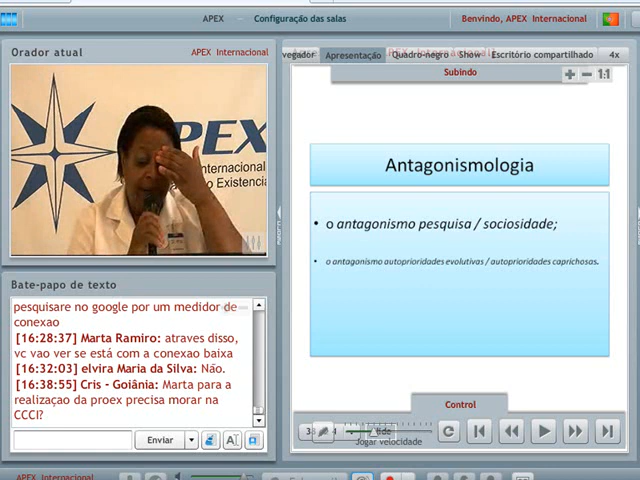 APEX — Configuração das salas
Benvindo, APEX Internacional
Orador atual
APEX Internacional
vegador
Apresentação
Quadro-negro
Show
Escritório compartilhado
4x
Subindo
1:1
APEX
Internacional
Existencia
Antagonismologia
• o antagonismo pesquisa / sociosidade;
• o antagonismo autoprioridades evolutivas / autoprioridades caprichosas.
Bate-papo de texto
pesquisare no google por um medidor de
conexao
[16:28:37] Marta Ramiro: atraves disso,
vc vao ver se está com a conexao baixa
[16:32:03] elvira Maria da Silva: Não.
[16:38:55] Cris - Goiânia: Marta para a
realizaçao da proex precisa morar na
CCCI?
Enviar
Control
Jogar velocidade
APEX Internacional